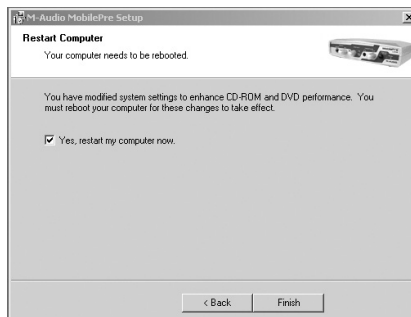 M-Audio MobilePre Setup
Restart Computer
Your computer needs to be rebooted.
You have modified system settings to enhance CD-ROM and DVD performance. You
must reboot your computer for these changes to take effect.
Yes, restart my computer now.
< Back
Finish